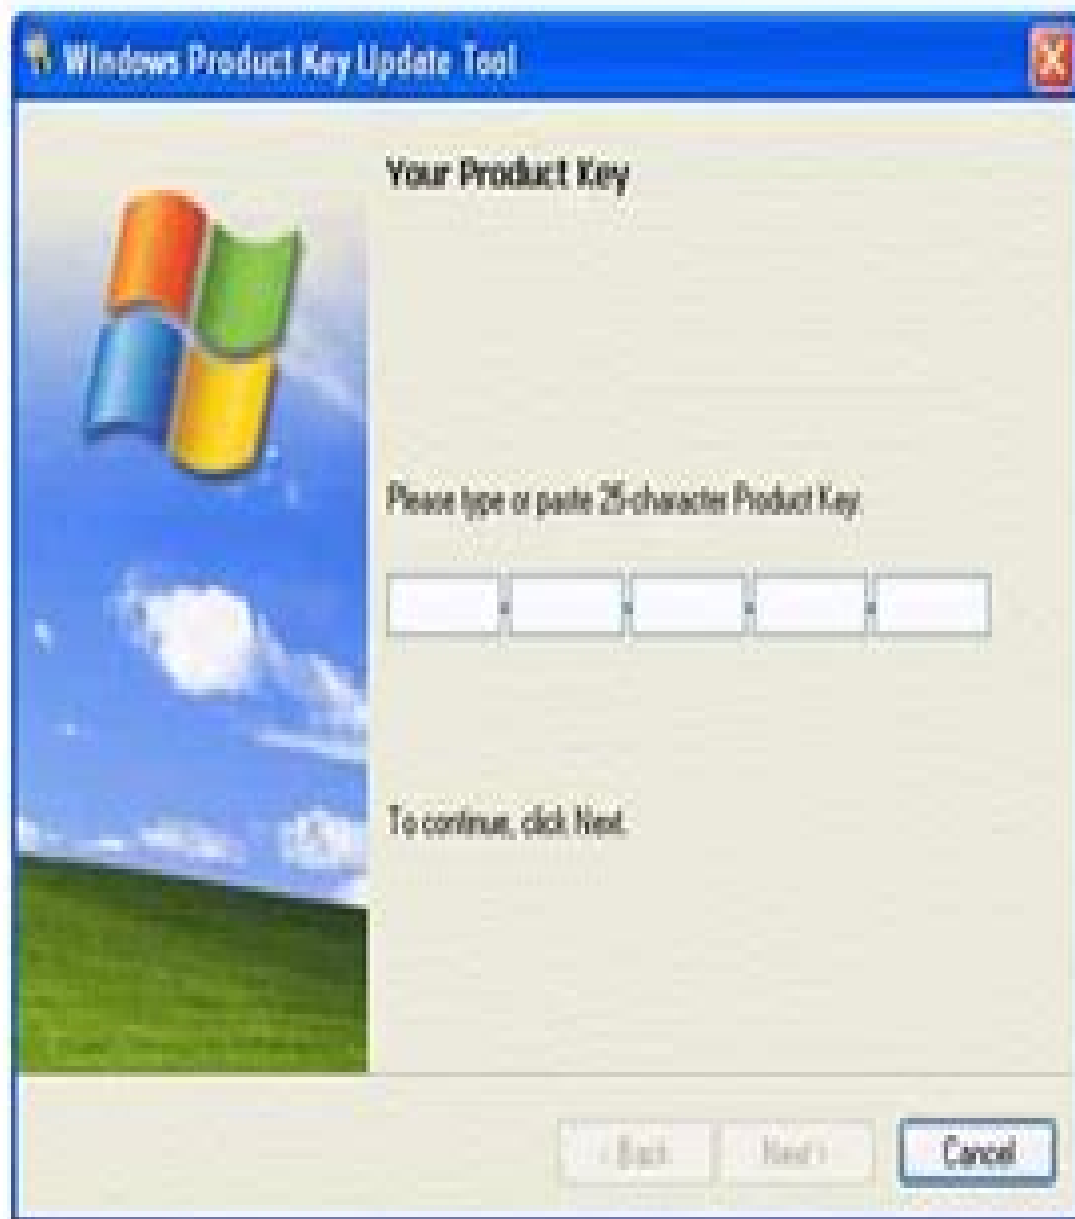 Windows Product Key Update Tool
Your Product Key
Please type or paste 25-character Product Key:
To continue, click Next.
< Back Next > Cancel